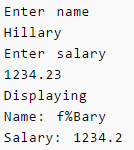 Enter name
Hillary
Enter salary
1234.23
Displaying
Name: f%Bary
Salary: 1234.2